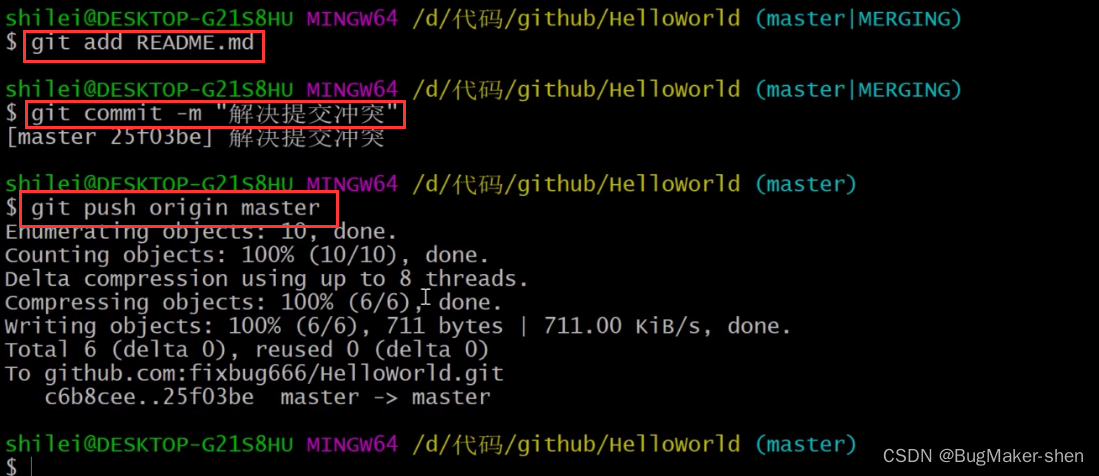 shilei@DESKTOP-G21S8HU MINGW64 /d/代码/github/HelloWorld (master|MERGING)
$ git add README.md
shilei@DESKTOP-G21S8HU MINGW64 /d/代码/github/HelloWorld (master|MERGING)
$ git commit -m "解决提交冲突"
[master 25f03be] 解决提交冲突
shilei@DESKTOP-G21S8HU MINGW64 /d/代码/github/HelloWorld (master)
$ git push origin master
Enumerating objects: 10, done.
Counting objects: 100% (10/10), done.
Delta compression using up to 8 threads.
Compressing objects: 100% (6/6), done.
Writing objects: 100% (6/6), 711 bytes | 711.00 KiB/s, done.
Total 6 (delta 0), reused 0 (delta 0)
To github.com:fixbug666/HelloWorld.git
   c6b8cee..25f03be  master -> master
shilei@DESKTOP-G21S8HU MINGW64 /d/代码/github/HelloWorld (master)
$
CSDN @BugMaker-shen